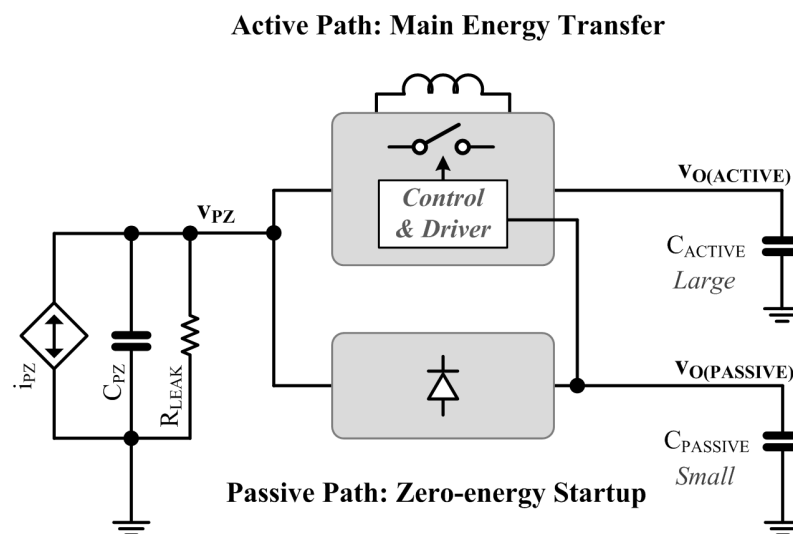 Active Path: Main Energy Transfer
Control
& Driver
vO(ACTIVE)
vPZ
CACTIVE
Large
iPZ
CPZ
RLEAK
vO(PASSIVE)
CPASSIVE
Small
Passive Path: Zero-energy Startup